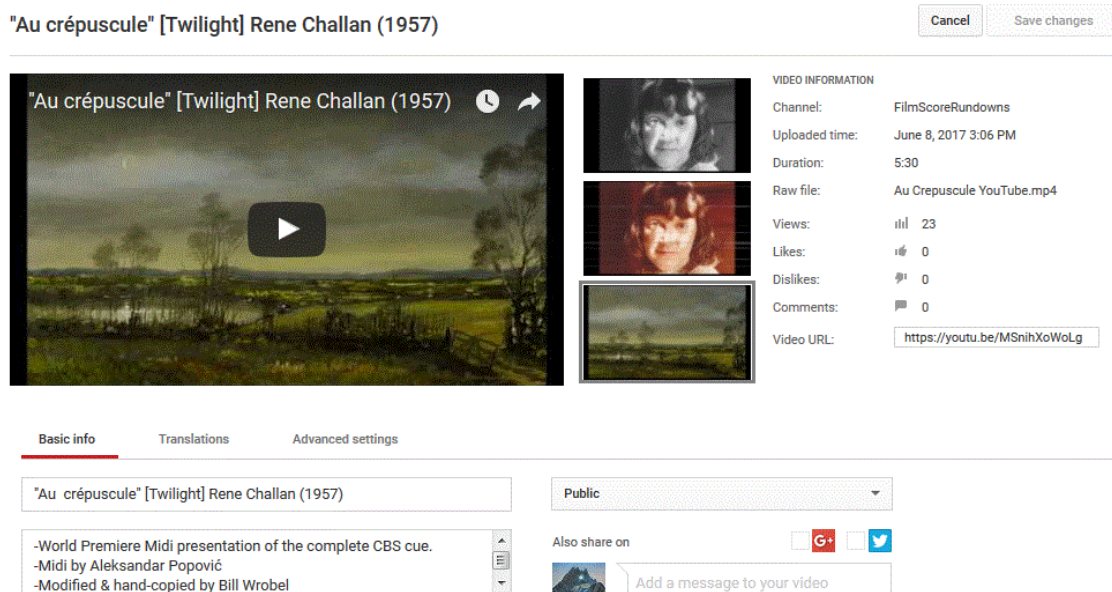 "Au crépuscule" [Twilight] Rene Challan (1957)
Cancel
Save changes
"Au crépuscule" [Twilight] Rene Challan (1957)
VIDEO INFORMATION
Channel: FilmScoreRundowns
Uploaded time: June 8, 2017 3:06 PM
Duration: 5:30
Raw file: Au Crepuscule YouTube.mp4
Views: 23
Likes: 0
Dislikes: 0
Comments: 0
Video URL: https://youtu.be/MSnihXoWoLg
Basic info
Translations
Advanced settings
"Au  crépuscule" [Twilight] Rene Challan (1957)
Public
-World Premiere Midi presentation of the complete CBS cue.
-Midi by Aleksandar Popović
-Modified & hand-copied by Bill Wrobel
Also share on
G+
Add a message to your video